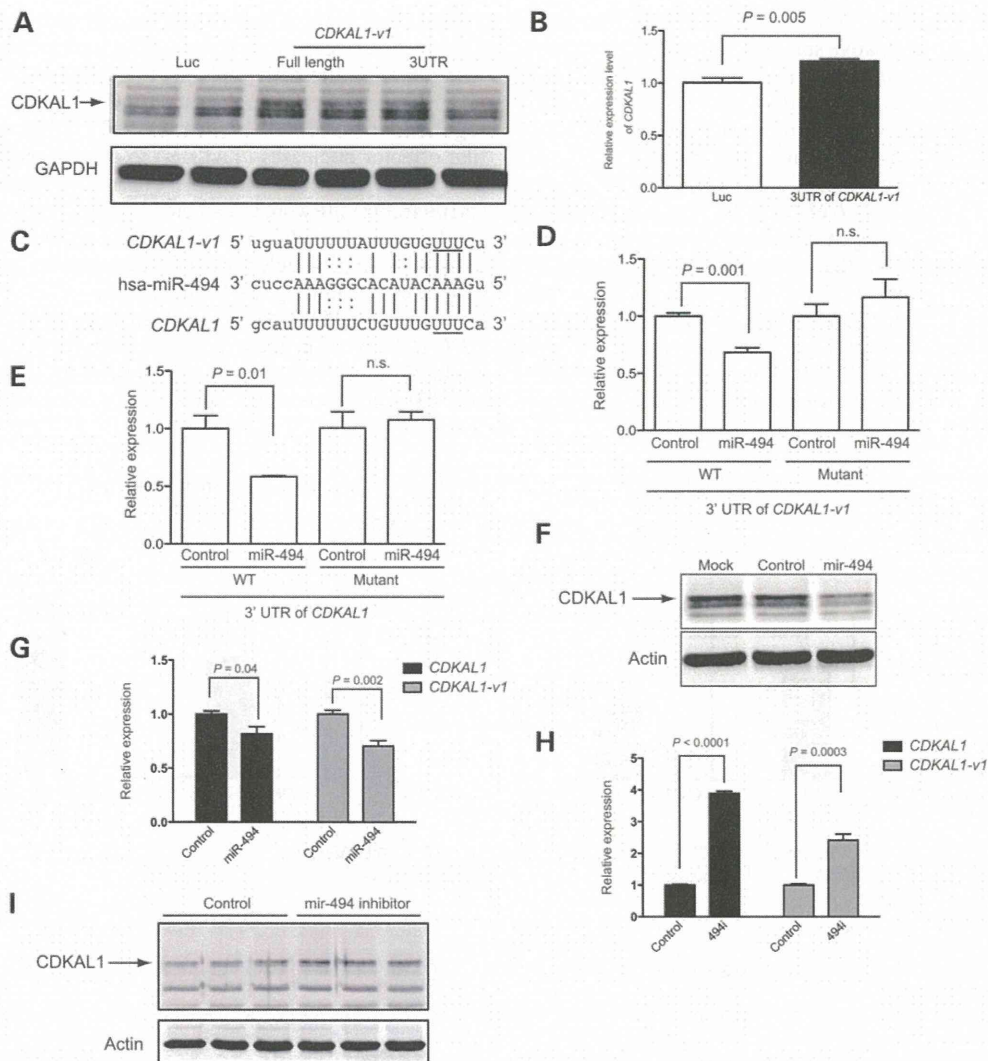 A
CDKAL1-v1
Luc Full length 3UTR
CDKAL1
GAPDH
B
P = 0.005
Relative expression level
of CDKAL1
1.5
1.0
0.5
0.0
Luc 3UTR of CDKAL1-v1
C
CDKAL1-v1 5' uguaUUUUUUAUUUGUGUUUCu 3'
hsa-miR-494 3' cuccAAAGGGCACAUACAAAGu 5'
CDKAL1 5' gcauUUUUUUCUGUUUGUUUCa 3'
D
n.s.
P = 0.001
Relative expression
1.5
1.0
0.5
0.0
Control miR-494 Control miR-494
WT Mutant
3' UTR of CDKAL1-v1
E
n.s.
P = 0.01
Relative expression
1.5
1.0
0.5
0.0
Control miR-494 Control miR-494
WT Mutant
3' UTR of CDKAL1
F
Mock Control mir-494
CDKAL1
Actin
G
CDKAL1
CDKAL1-v1
P = 0.04
P = 0.002
Relative expression
1.5
1.0
0.5
0.0
Control miR-494 Control miR-494
H
CDKAL1
CDKAL1-v1
P < 0.0001
P = 0.0003
Relative expression
5
4
3
2
1
0
Control 494i Control 494i
I
Control mir-494 inhibitor
CDKAL1
Actin